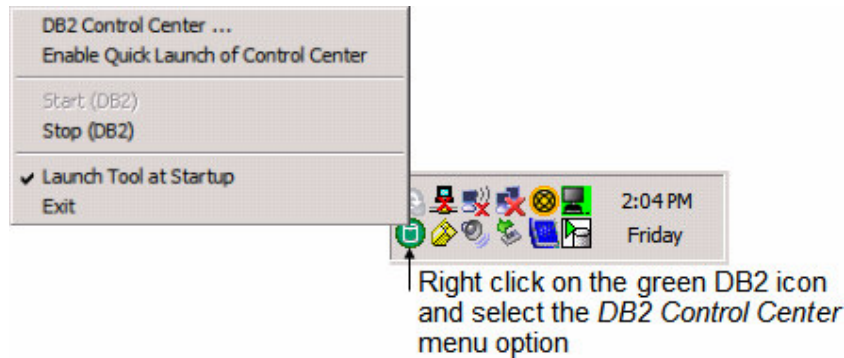 DB2 Control Center ...
Enable Quick Launch of Control Center
Start (DB2)
Stop (DB2)
Launch Tool at Startup
Exit
2:04 PM
Friday
Right click on the green DB2 icon
and select the DB2 Control Center
menu option